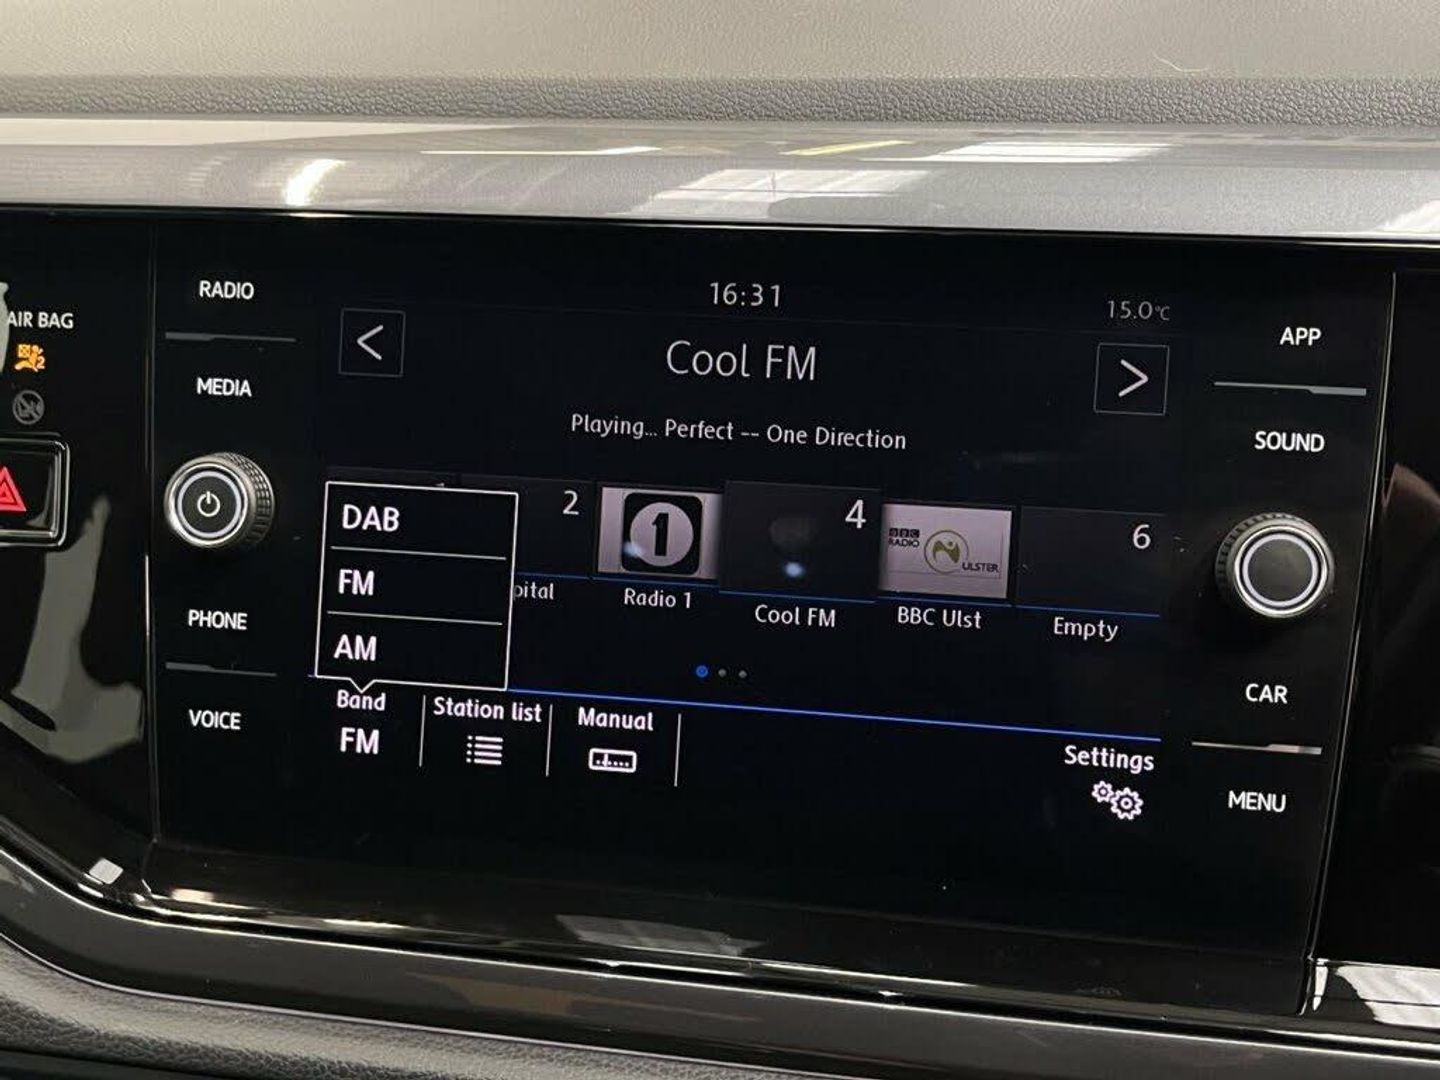 RADIO
16:31
15.0°C
AIR BAG
2
APP
Cool FM
MEDIA
Playing... Perfect -- One Direction
SOUND
DAB
2
1
4
BBC
RADIO
ULSTER
6
FM
Radio 1
Cool FM
BBC Ulst
Empty
PHONE
AM
CAR
Band
Station list
Manual
VOICE
FM
Settings
MENU